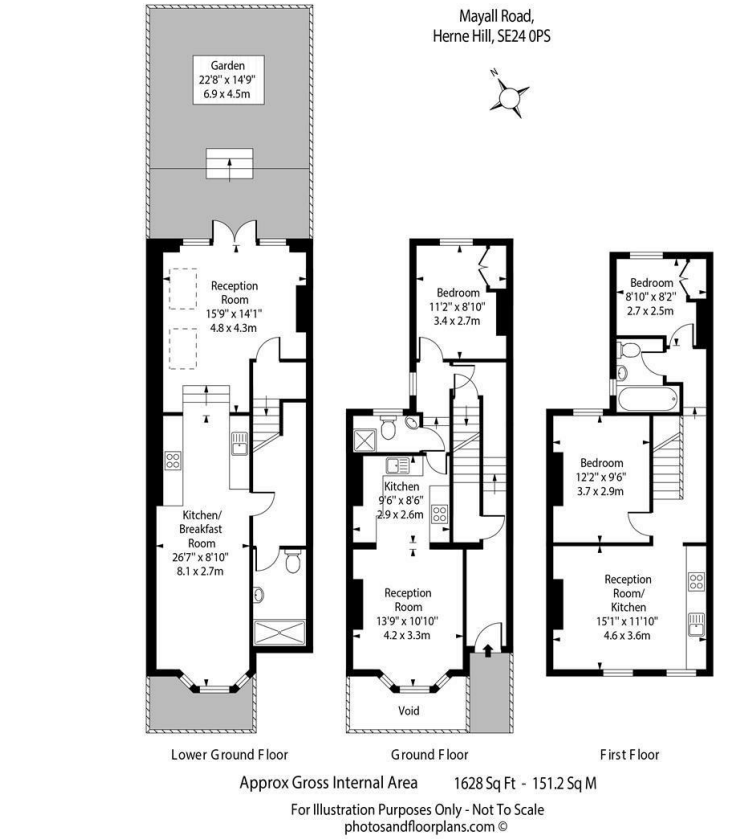 Mayall Road,
Herne Hill, SE24 0PS
N
Garden
22'8" x 14'9"
6.9 x 4.5m
Reception
Room
15'9" x 14'1"
4.8 x 4.3m
Kitchen/
Breakfast
Room
26'7" x 8'10"
8.1 x 2.7m
Lower Ground Floor
Bedroom
11'2" x 8'10"
3.4 x 2.7m
Kitchen
9'6" x 8'6"
2.9 x 2.6m
Reception
Room
13'9" x 10'10"
4.2 x 3.3m
Void
Ground Floor
Bedroom
8'10" x 8'2"
2.7 x 2.5m
Bedroom
12'2" x 9'6"
3.7 x 2.9m
Reception
Room/
Kitchen
15'1" x 11'10"
4.6 x 3.6m
First Floor
Approx Gross Internal Area 1628 Sq Ft - 151.2 Sq M
For Illustration Purposes Only - Not To Scale
photosandfloorplans.com ©